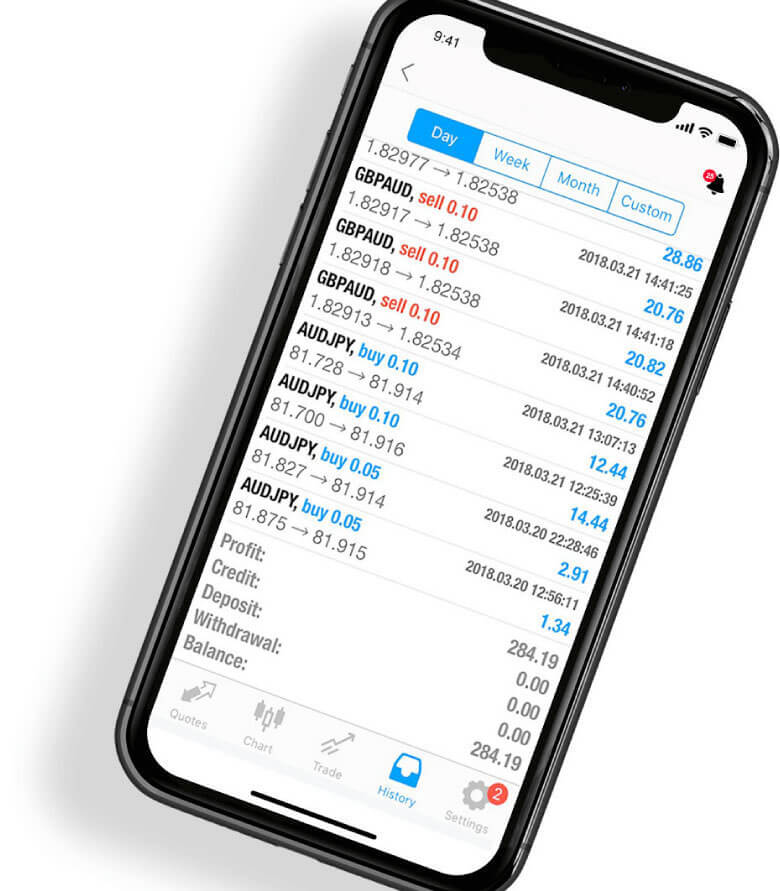 9:41
Day Week Month Custom
1.82977 → 1.82538 28.86
GBPAUD, sell 0.10 2018.03.21 14:41:25
1.82917 → 1.82538 20.76
GBPAUD, sell 0.10 2018.03.21 14:41:18
1.82918 → 1.82538 20.82
GBPAUD, sell 0.10 2018.03.21 14:40:52
1.82913 → 1.82534 20.76
AUDJPY, buy 0.10 2018.03.21 13:07:13
81.728 → 81.914 12.44
AUDJPY, buy 0.10 2018.03.21 12:25:39
81.700 → 81.916 14.44
AUDJPY, buy 0.05 2018.03.20 22:28:46
81.827 → 81.914 2.91
AUDJPY, buy 0.05 2018.03.20 12:56:11
81.875 → 81.915 1.34
Profit: 284.19
Credit: 0.00
Deposit: 0.00
Withdrawal: 0.00
Balance: 284.19
Quotes Chart Trade History Settings 2